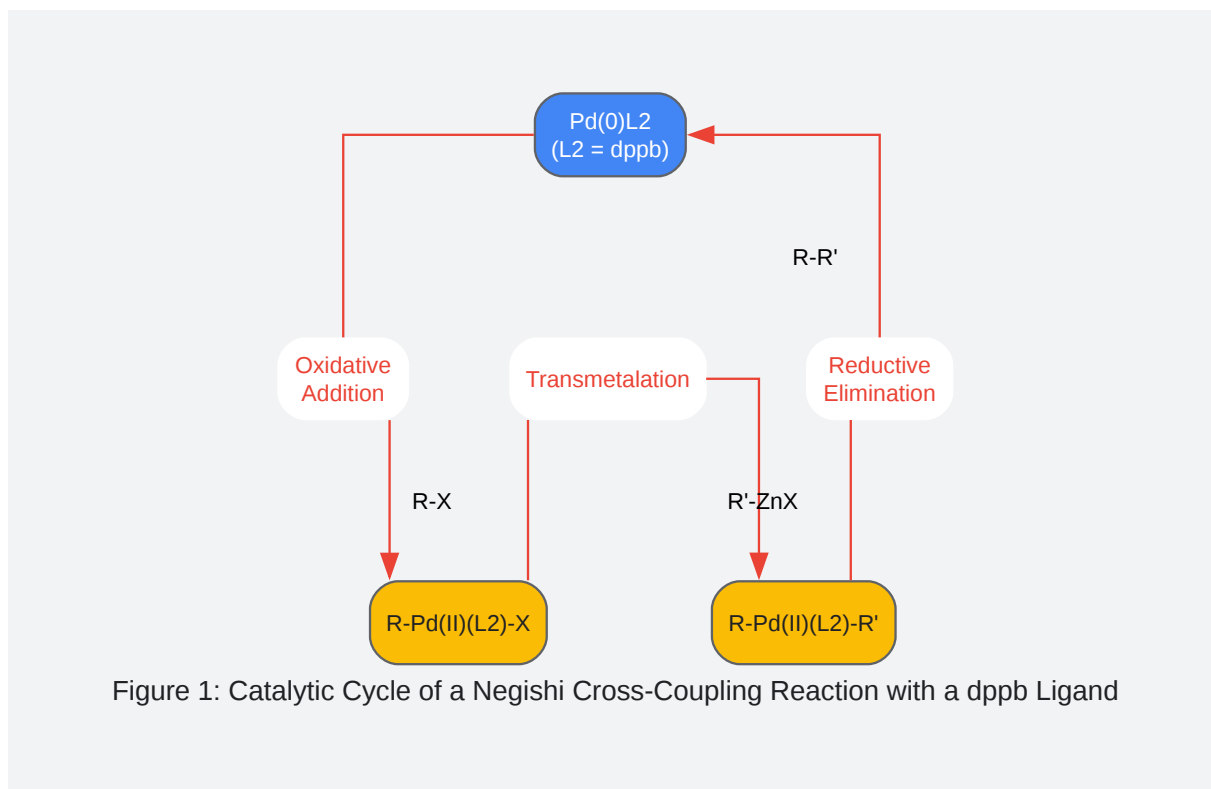 Pd(0)L2
(L2 = dppb)
R-R'
Oxidative
Addition
Transmetalation
Reductive
Elimination
R-X
R'-ZnX
R-Pd(II)(L2)-X
R-Pd(II)(L2)-R'
Figure 1: Catalytic Cycle of a Negishi Cross-Coupling Reaction with a dppb Ligand